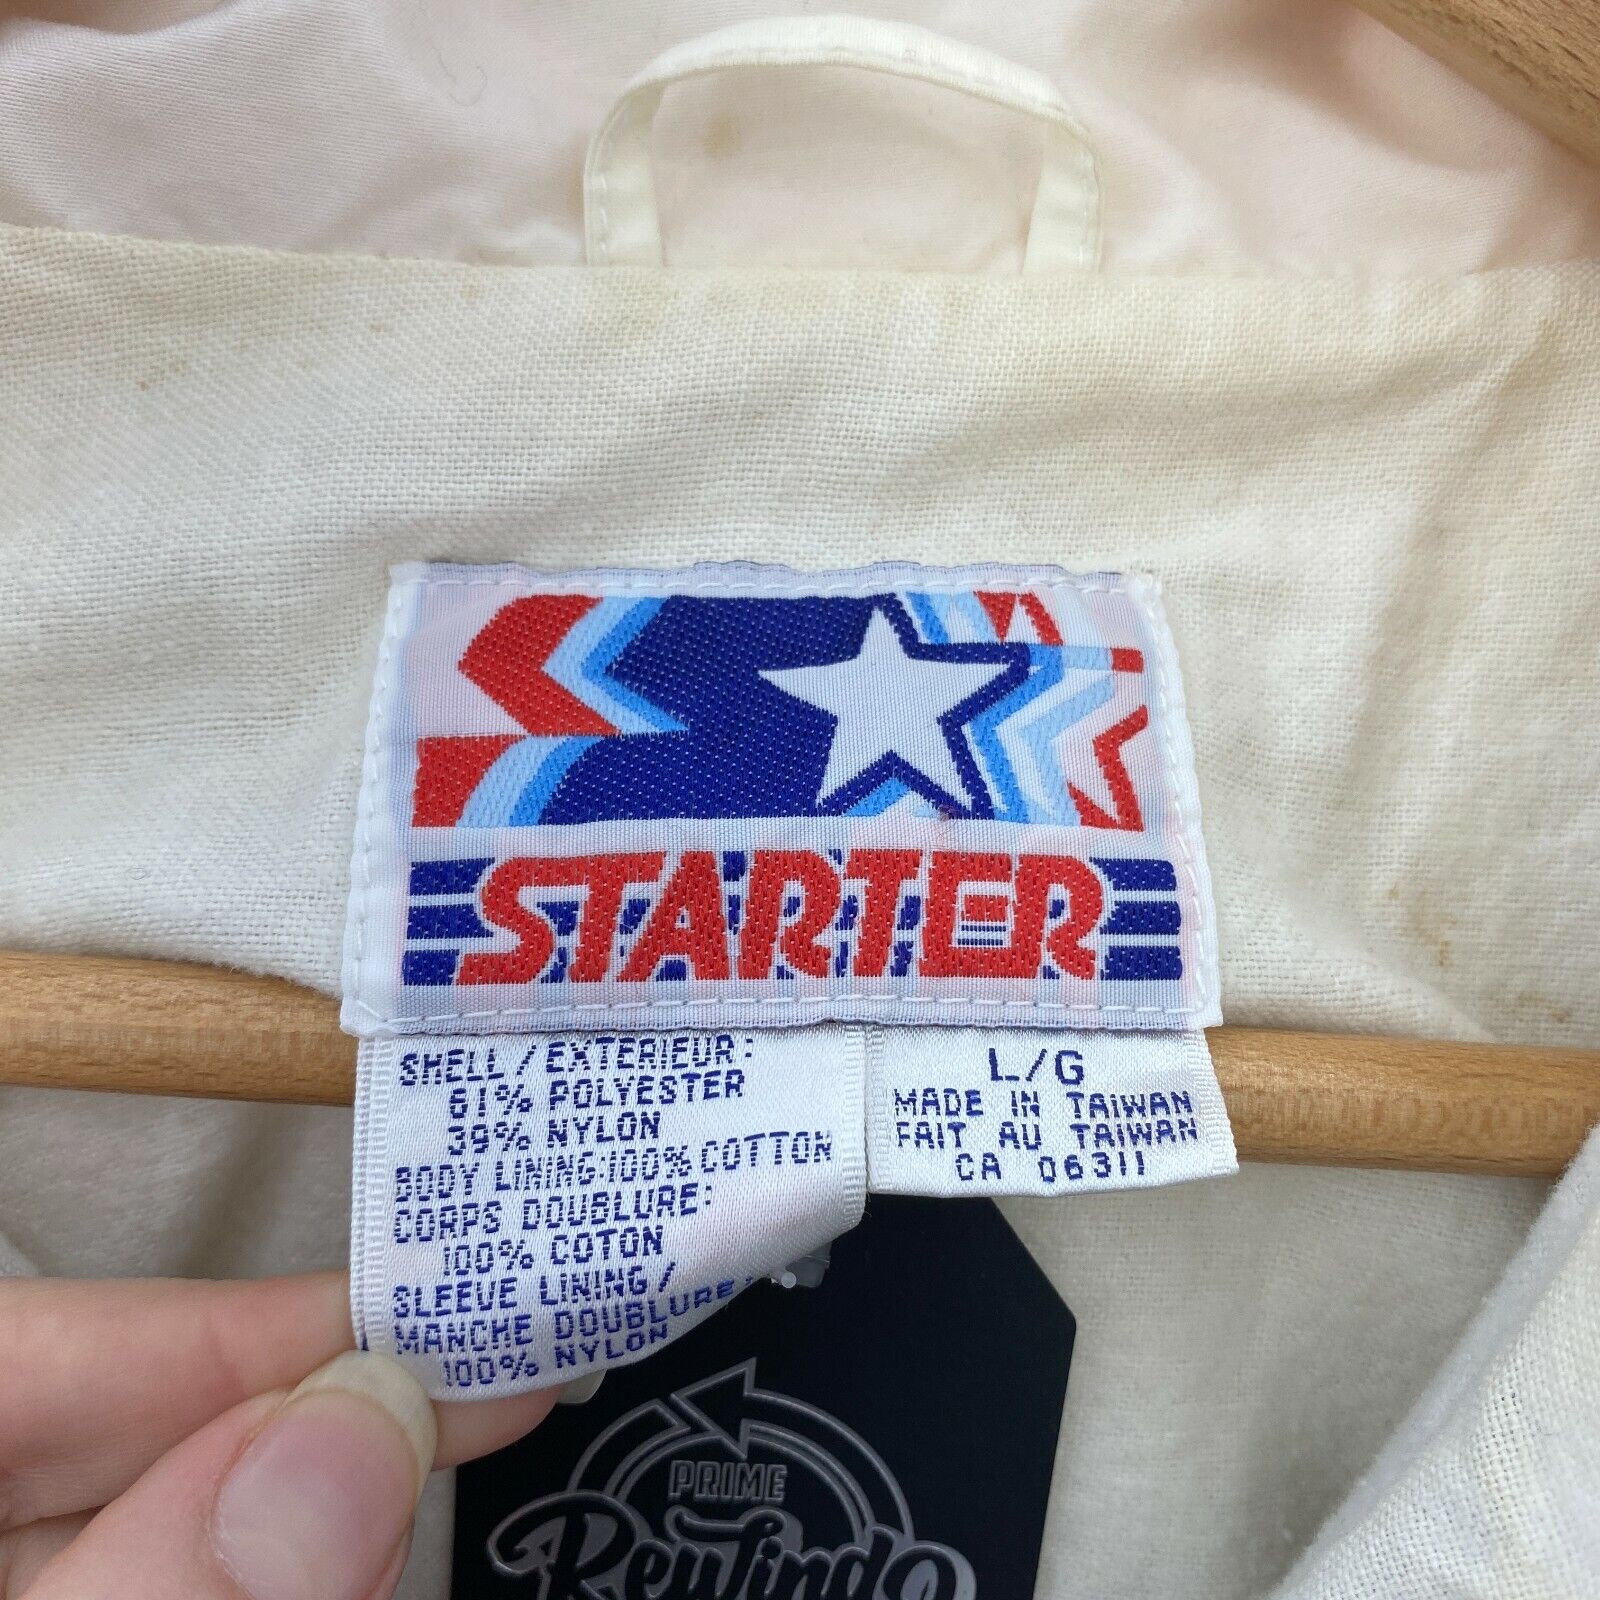 STARTER
SHELL/EXTERIEUR:
61% POLYESTER
39% NYLON
BODY LINING:100% COTTON
CORPS DOUBLURE:
100% COTON
SLEEVE LINING/
MANCHE DOUBLURE:
100% NYLON
L/G
MADE IN TAIWAN
FAIT AU TAIWAN
CA 06311
PRIME
Rewind